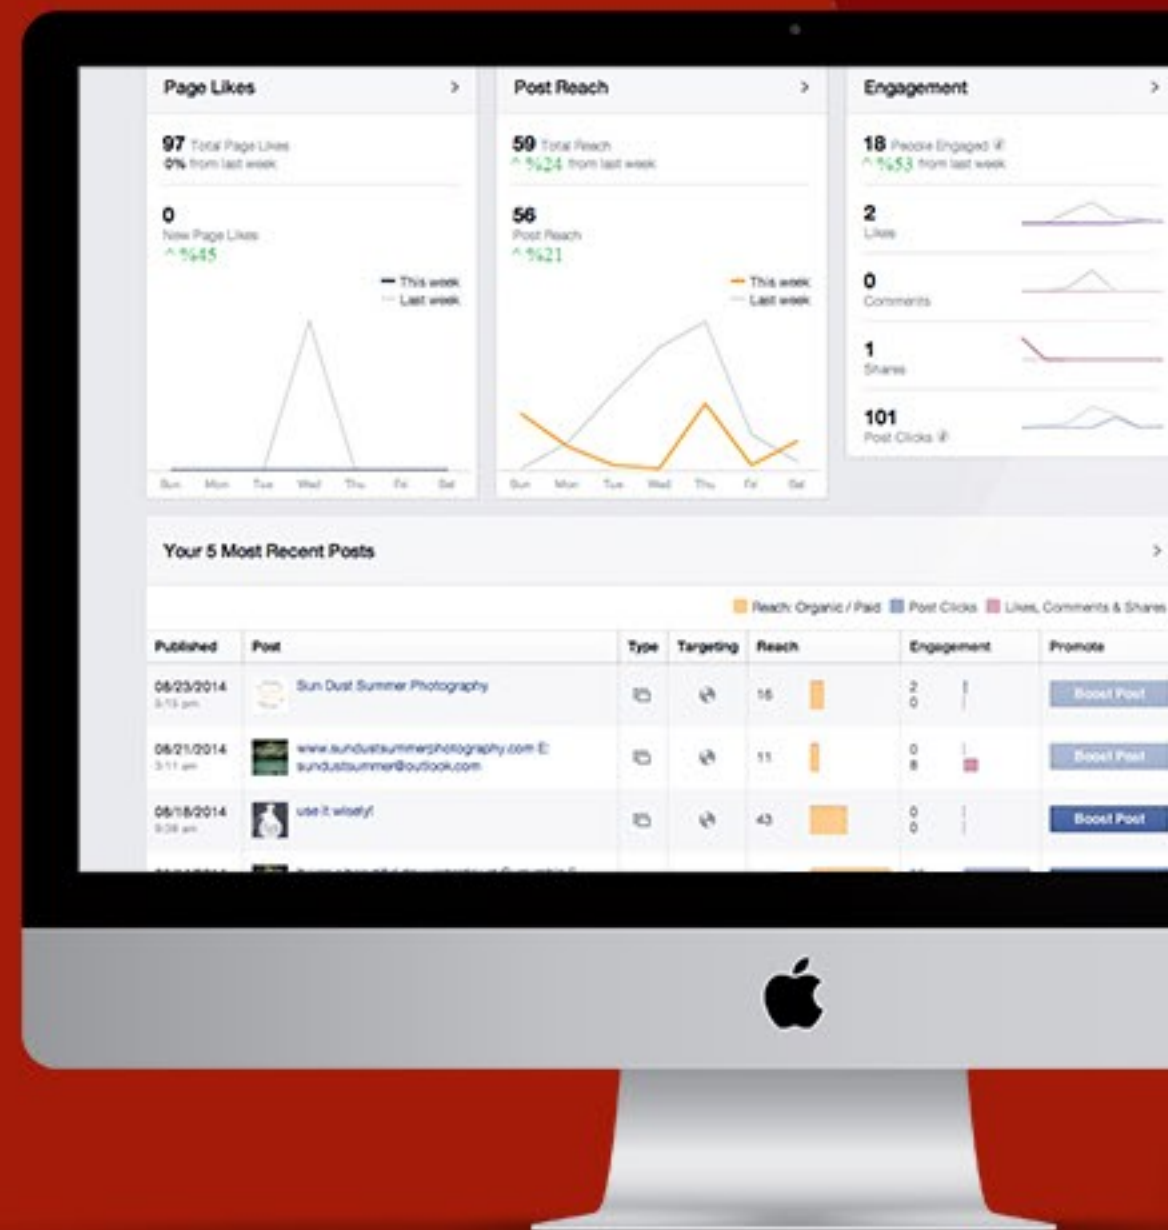 Page Likes
97 Total Page Likes
0% from last week
0
New Page Likes
^ %45
This week
Last week
Sun Mon Tue Wed Thu Fri Sat
Post Reach
59 Total Reach
^ %24 from last week
56
Post Reach
^ %21
This week
Last week
Sun Mon Tue Wed Thu Fri Sat
Engagement
18 People Engaged
^ %53 from last week
2
Likes
0
Comments
1
Shares
101
Post Clicks
Your 5 Most Recent Posts
Reach: Organic / Paid Post Clicks Likes, Comments & Shares
Published Post Type Targeting Reach Engagement Promote
08/23/2014 Sun Dust Summer Photography 16 2 Boost Post
5:15 pm 0
08/21/2014 www.sundustsummerphotography.com E: 11 0 Boost Post
3:11 am sundustsummer@outlook.com 8
08/18/2014 use it wisely! 43 0 Boost Post
0